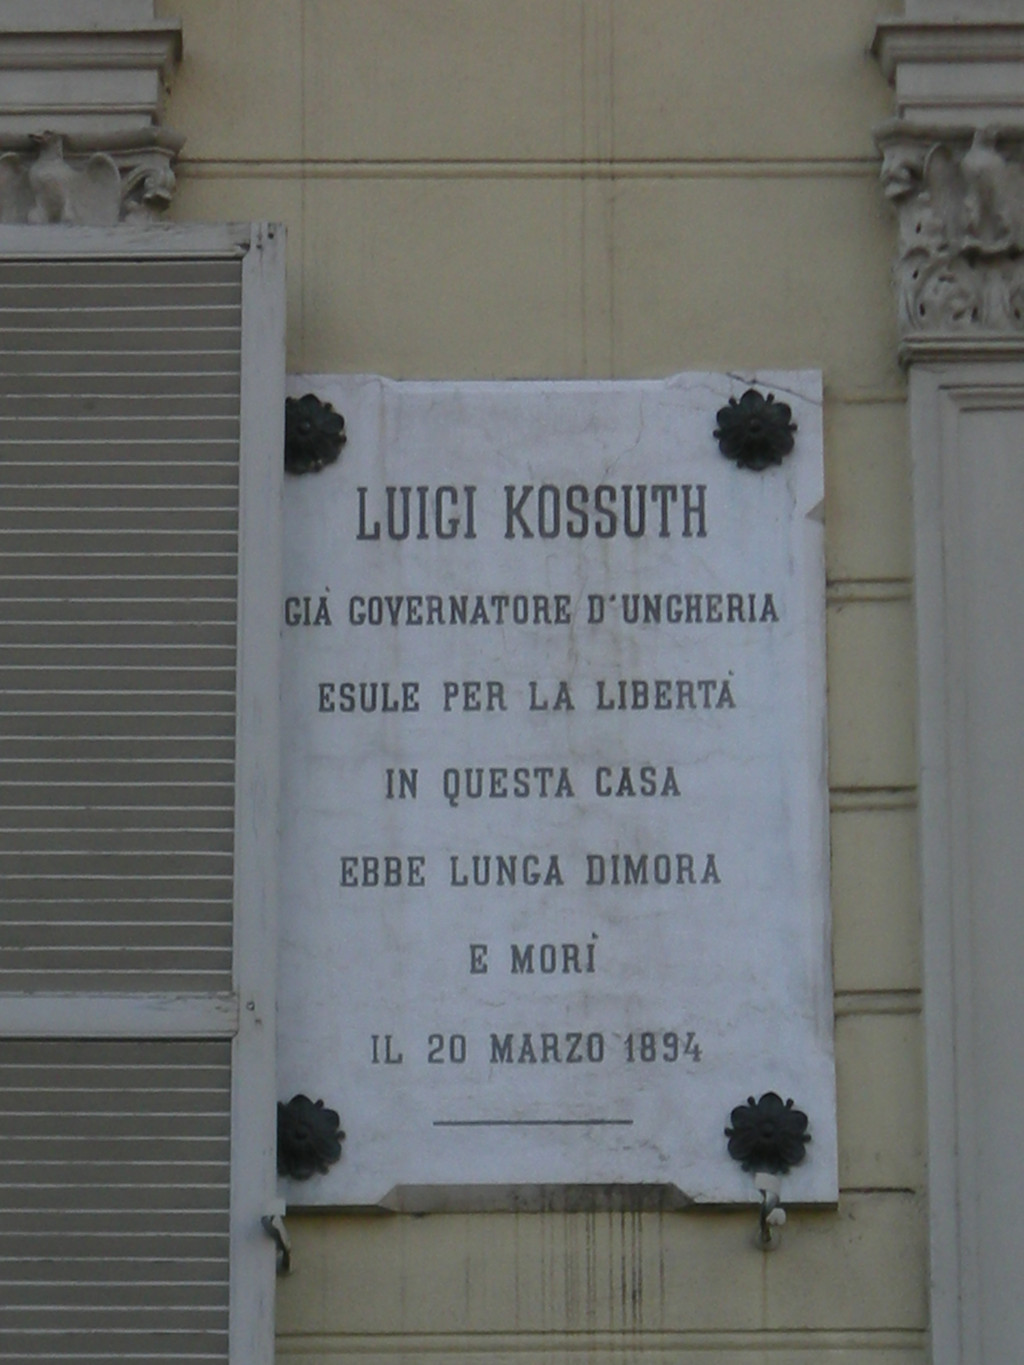 LUIGI KOSSUTH
GIÀ GOVERNATORE D'UNGHERIA
ESULE PER LA LIBERTÀ
IN QUESTA CASA
EBBE LUNGA DIMORA
E MORÌ
IL 20 MARZO 1894